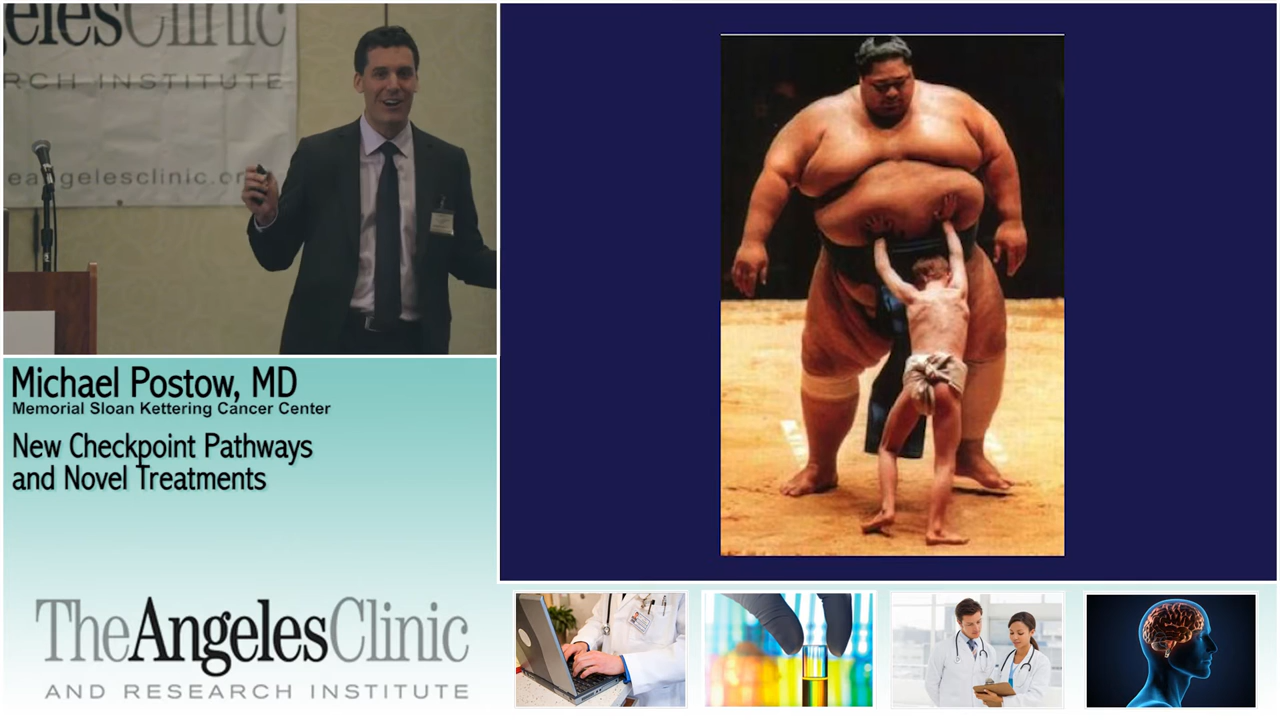 elesClinic
RCH INSTITUTE
eangelesclinic.or
Michael Postow, MD
Memorial Sloan Kettering Cancer Center
New Checkpoint Pathways
and Novel Treatments
TheAngelesClinic
AND RESEARCH INSTITUTE